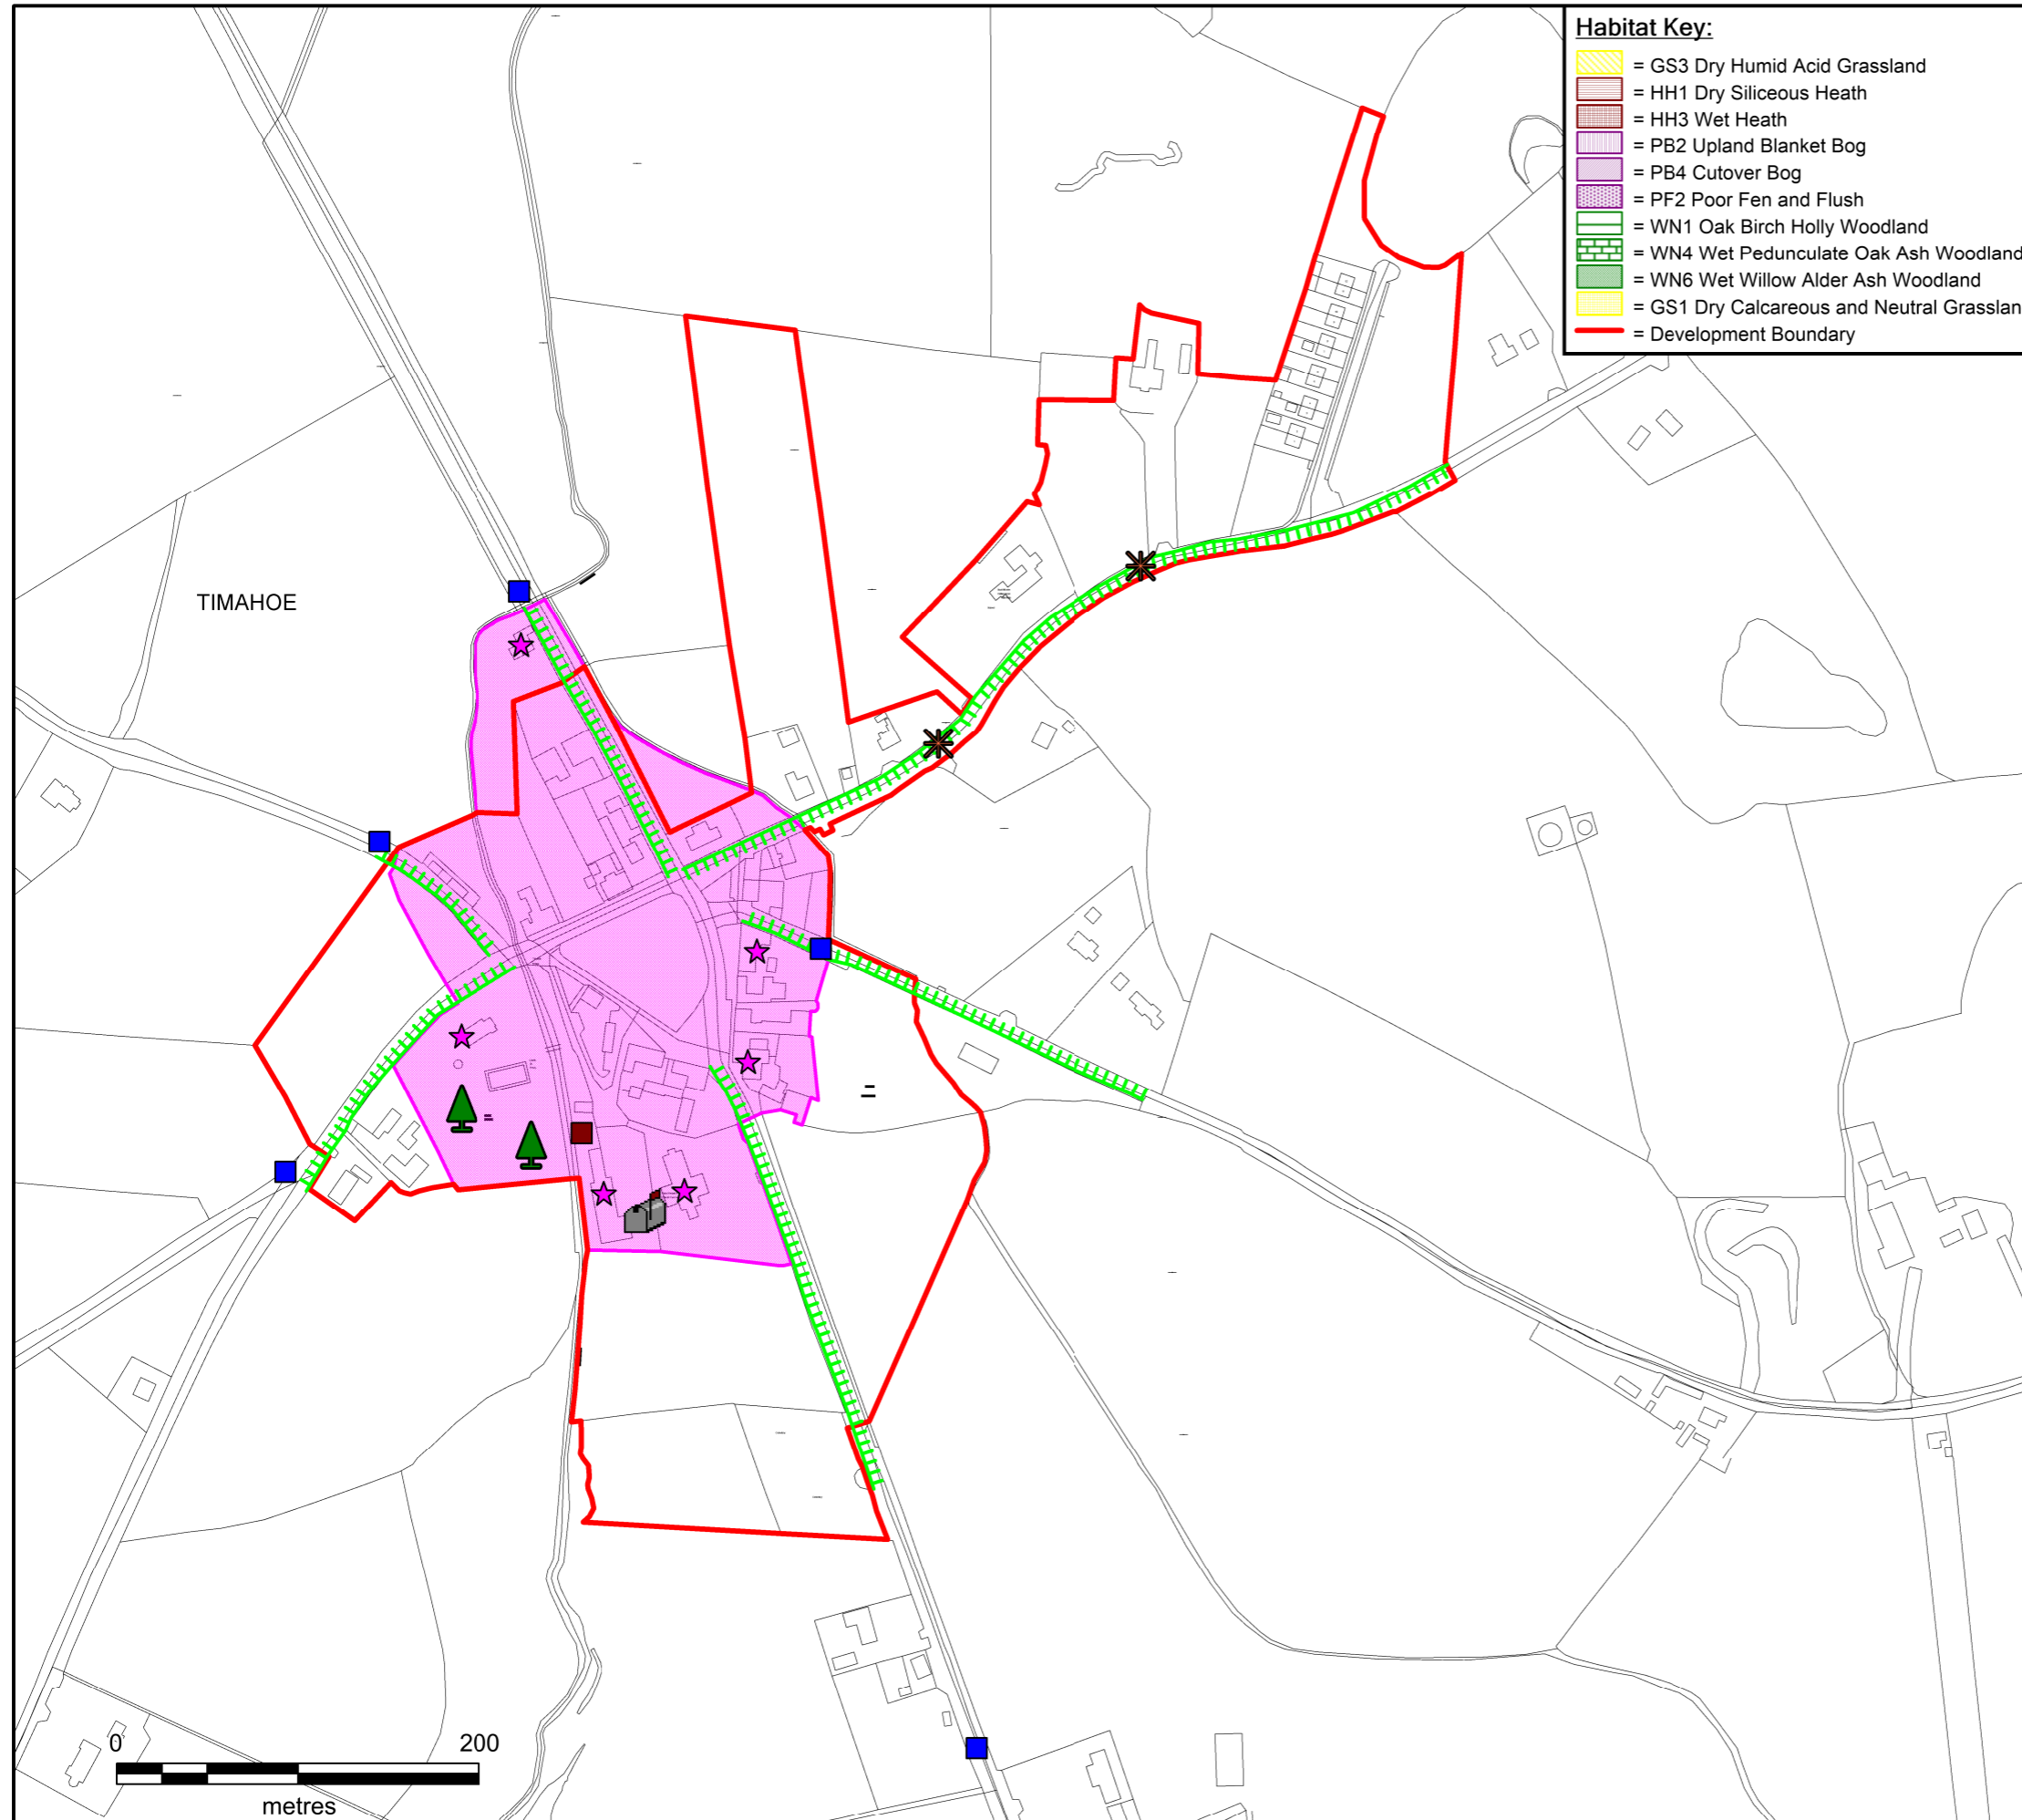 Habitat Key:
= GS3 Dry Humid Acid Grassland
= HH1 Dry Siliceous Heath
= HH3 Wet Heath
= PB2 Upland Blanket Bog
= PB4 Cutover Bog
= PF2 Poor Fen and Flush
= WN1 Oak Birch Holly Woodland
= WN4 Wet Pedunculate Oak Ash Woodland
= WN6 Wet Willow Alder Ash Woodland
= GS1 Dry Calcareous and Neutral Grasslan
= Development Boundary
TIMAHOE
0 200
metres